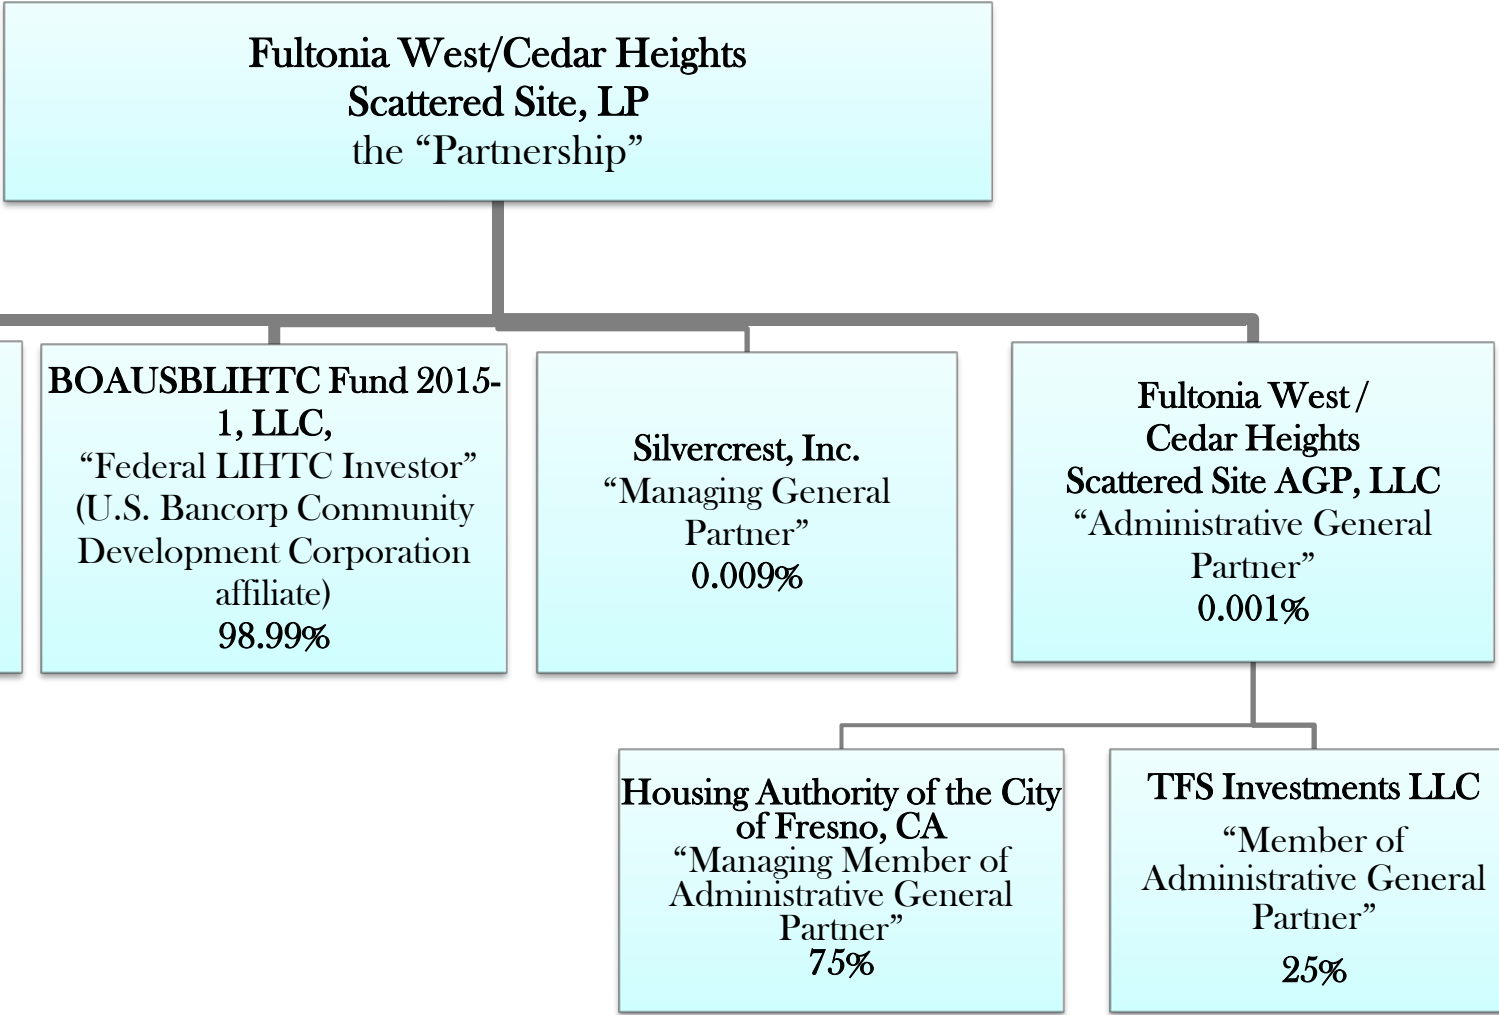 Fultonia West/Cedar Heights
Scattered Site, LP
the “Partnership”
BOAUSBLIHTC Fund 2015-
1, LLC,
“Federal LIHTC Investor”
(U.S. Bancorp Community
Development Corporation
affiliate)
98.99%
Silvercrest, Inc.
“Managing General
Partner”
0.009%
Fultonia West /
Cedar Heights
Scattered Site AGP, LLC
“Administrative General
Partner”
0.001%
Housing Authority of the City
of Fresno, CA
“Managing Member of
Administrative General
Partner”
75%
TFS Investments LLC
“Member of
Administrative General
Partner”
25%